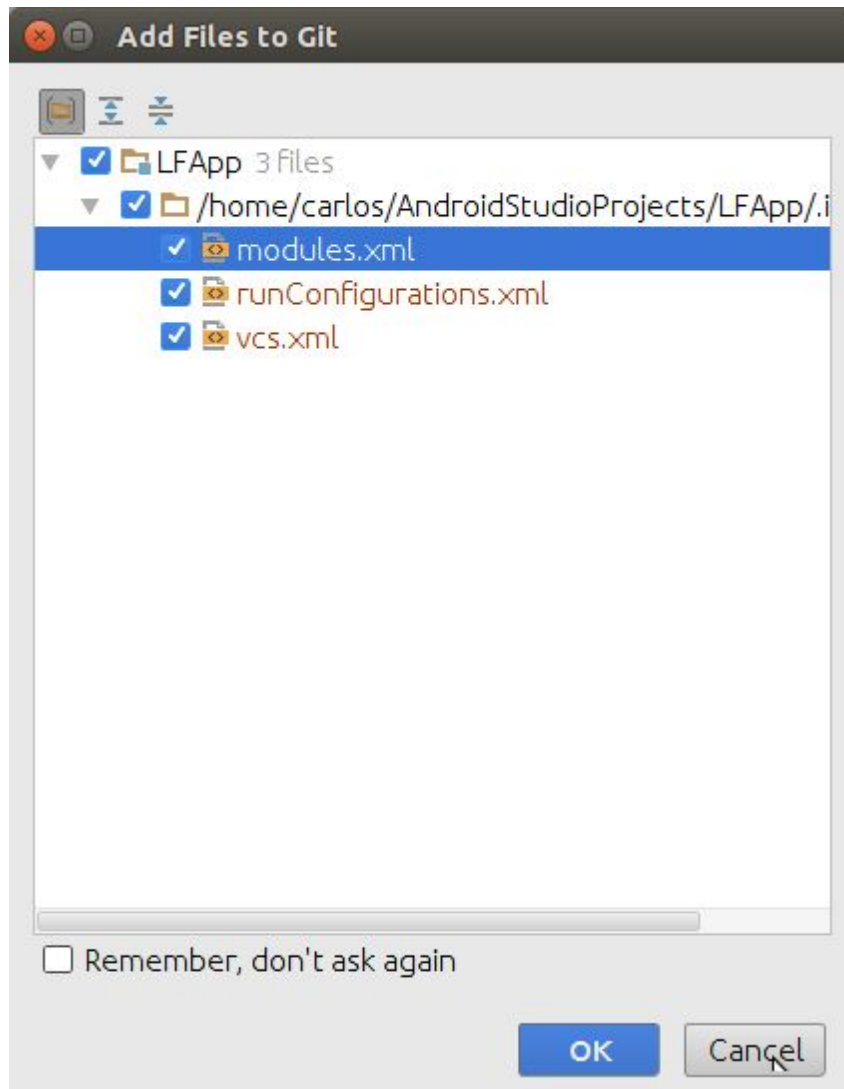 Add Files to Git
LFApp 3 files
/home/carlos/AndroidStudioProjects/LFApp/.i
modules.xml
runConfigurations.xml
vcs.xml
Remember, don't ask again
OK Cancel